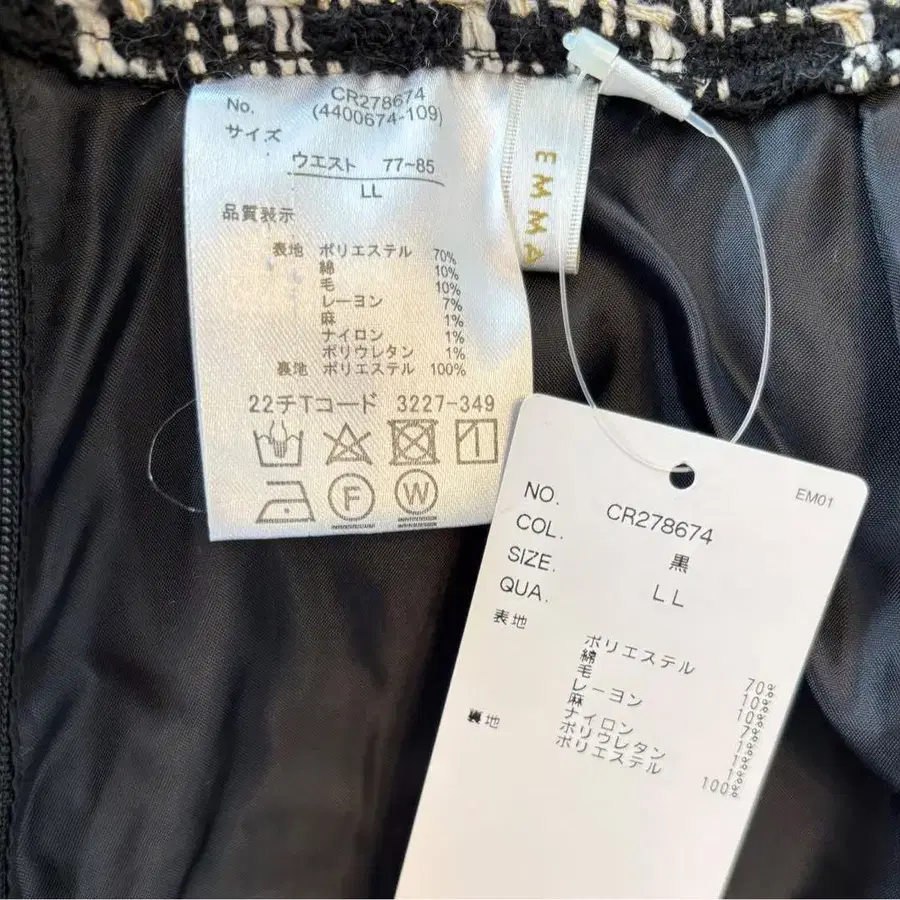 No. CR278674
(4400674-109)
サイズ
ウエスト 77~85
LL
品質表示
表地 ポリエステル 70%
綿 10%
毛 10%
レーヨン 7%
麻 1%
ナイロン 1%
ポリウレタン 1%
裏地 ポリエステル 100%
22チTコード 3227-349
F W
EMMA
EM01
NO. CR278674
COL. 黒
SIZE. LL
QUA.
表地
ポリエステル 70%
綿 10%
毛 10%
レーヨン 7%
麻 1%
ナイロン 1%
ポリウレタン 1%
裏地 ポリエステル 100%